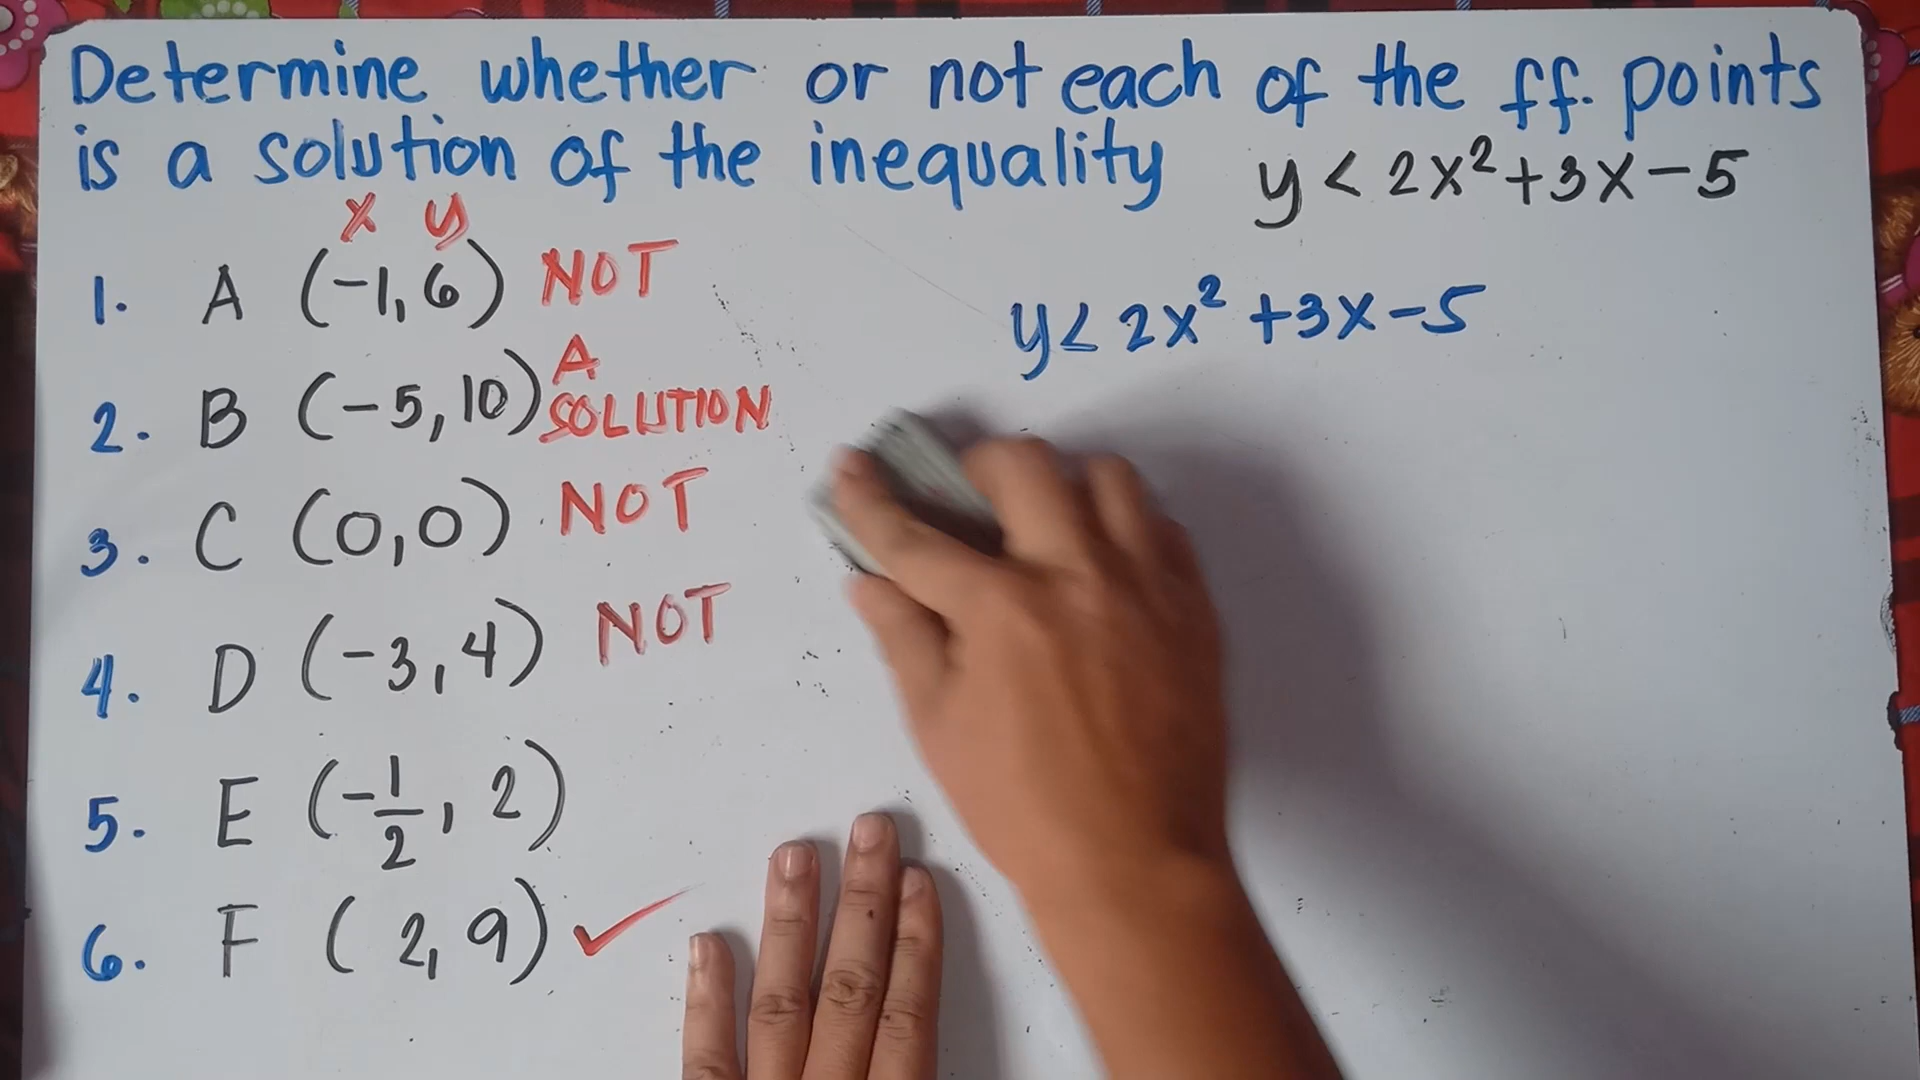 Determine whether or not each of the ff. points
is a solution of the inequality y < 2x²+3x-5
x y
1. A (-1,6) NOT
y< 2x² +3x-5
2. B (-5,10) A SOLUTION
3. C (0,0) NOT
4. D (-3,4) NOT
5. E (-1/2, 2)
6. F (2,9) ✓